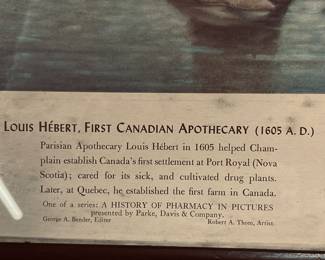 LOUIS HÉBERT, FIRST CANADIAN APOTHECARY (1605 A. D.)
Parisian Apothecary Louis Hébert in 1605 helped Cham-
plain establish Canada's first settlement at Port Royal (Nova
Scotia); cared for its sick, and cultivated drug plants.
Later, at Quebec, he established the first farm in Canada.
One of a series: A HISTORY OF PHARMACY IN PICTURES
presented by Parke, Davis & Company.
George A. Bender, Editor Robert A. Thom, Artist